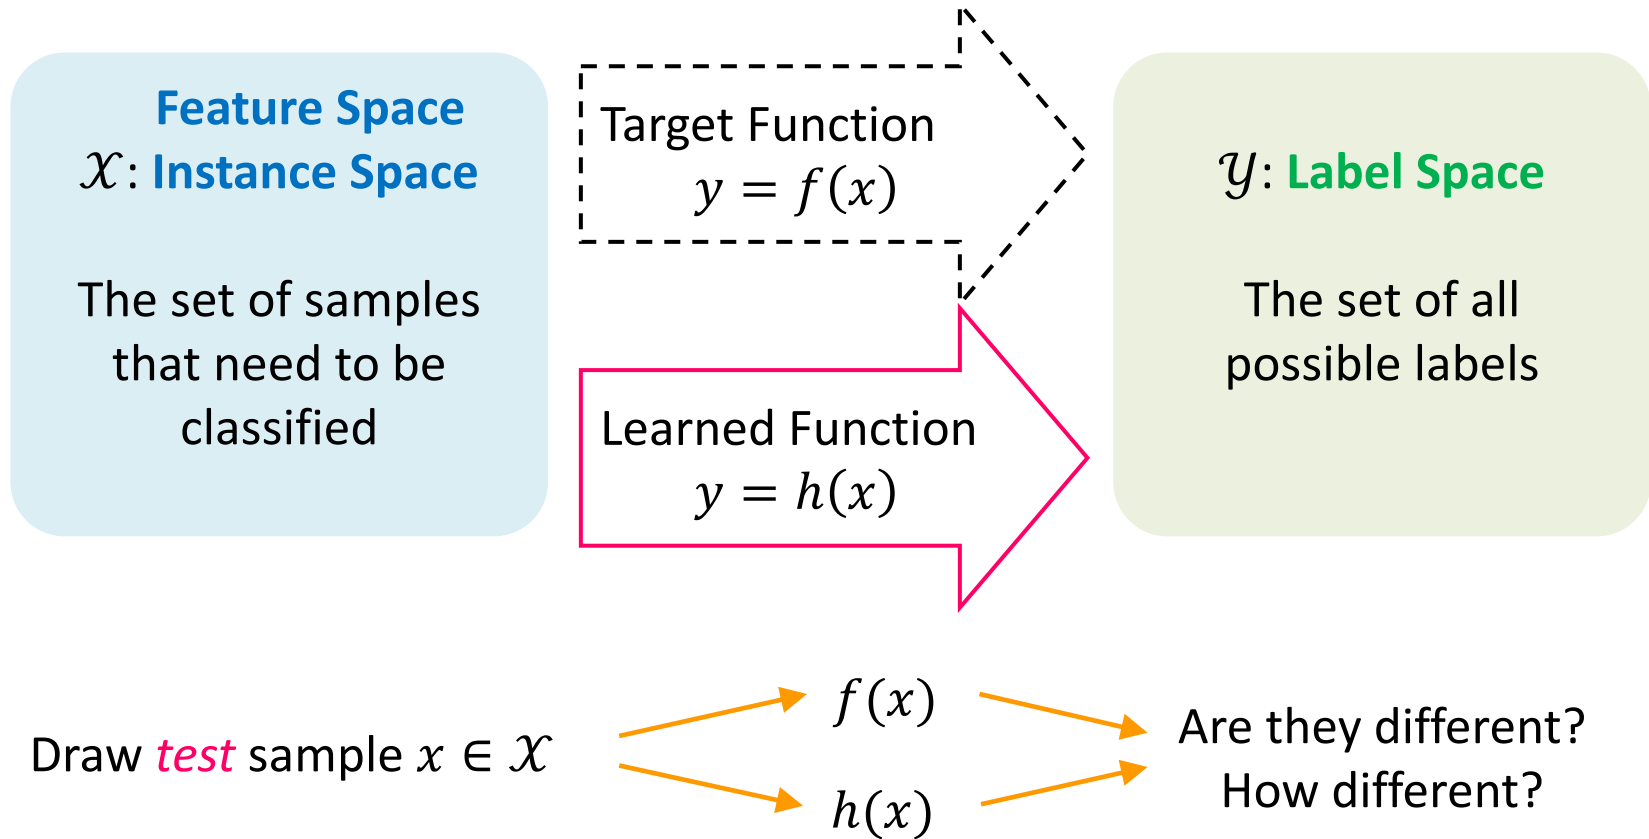 Feature Space
𝒳: Instance Space
The set of samples
that need to be
classified
Target Function
y = f(x)
Learned Function
y = h(x)
𝒴: Label Space
The set of all
possible labels
Draw test sample x ∈ 𝒳
f(x)
h(x)
Are they different?
How different?